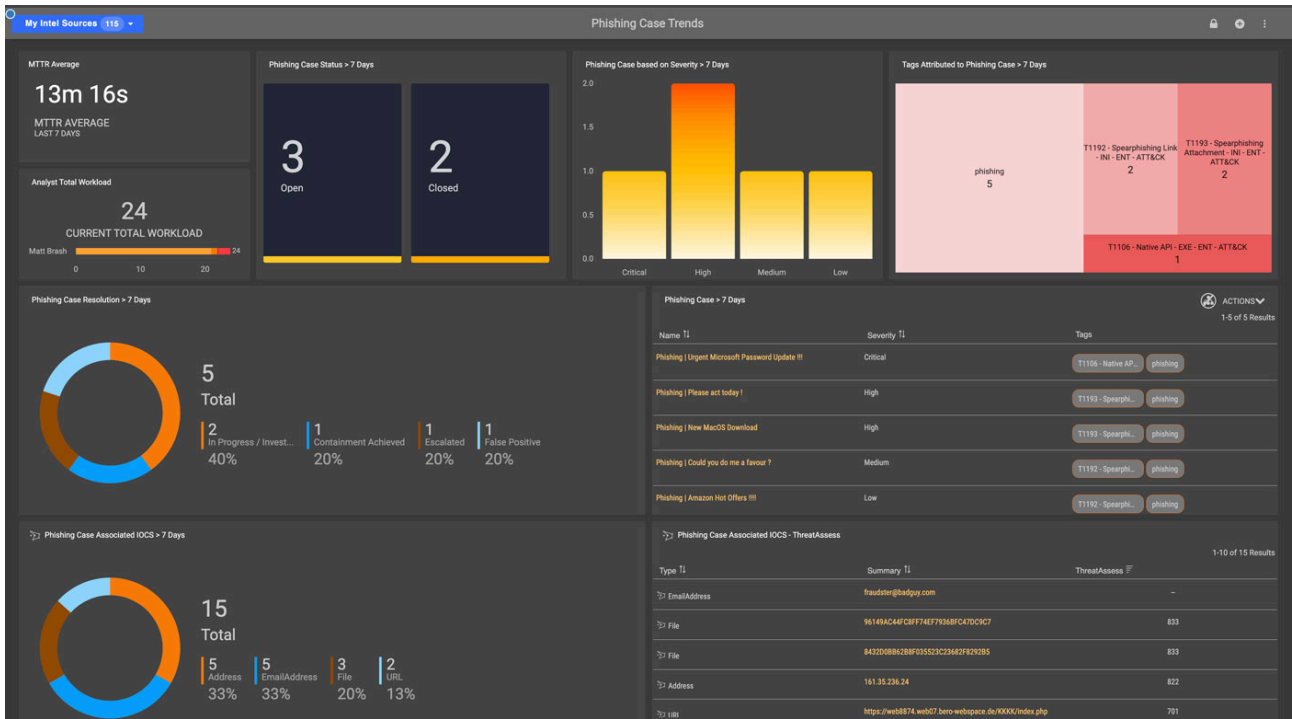 My Intel Sources 115
Phishing Case Trends
MTTR Average
13m 16s
MTTR AVERAGE
LAST 7 DAYS
Analyst Total Workload
24
CURRENT TOTAL WORKLOAD
Matt Brash 24
0 10 20
Phishing Case Status > 7 Days
3
Open
2
Closed
Phishing Case based on Severity > 7 Days
2.0
1.5
1.0
0.5
0.0
Critical High Medium Low
Tags Attributed to Phishing Case > 7 Days
phishing
5
T1192 - Spearphishing Link
- INI - ENT - ATT&CK
2
T1193 - Spearphishing
Attachment - INI - ENT -
ATT&CK
2
T1106 - Native API - EXE - ENT - ATT&CK
1
Phishing Case Resolution > 7 Days
5
Total
2 1 1 1
In Progress / Invest... Containment Achieved Escalated False Positive
40% 20% 20% 20%
Phishing Case > 7 Days
ACTIONS
1-5 of 5 Results
Name Severity Tags
Phishing | Urgent Microsoft Password Update !!! Critical T1106 - Native AP... phishing
Phishing | Please act today ! High T1193 - Spearphi... phishing
Phishing | New MacOS Download High T1193 - Spearphi... phishing
Phishing | Could you do me a favour ? Medium T1192 - Spearphi... phishing
Phishing | Amazon Hot Offers !!!! Low T1192 - Spearphi... phishing
Phishing Case Associated IOCS > 7 Days
15
Total
5 5 3 2
Address EmailAddress File URL
33% 33% 20% 13%
Phishing Case Associated IOCS - ThreatAssess
1-10 of 15 Results
Type Summary ThreatAssess
EmailAddress fraudster@badguy.com --
File 96149AC44FC8FF74EF7936BFC47DC9C7 833
File 8432D0BB62B8F035523C23682F8292B5 833
Address 161.35.236.24 822
URL https://web8874.web07.bero-webspace.de/KKKK/index.php 701